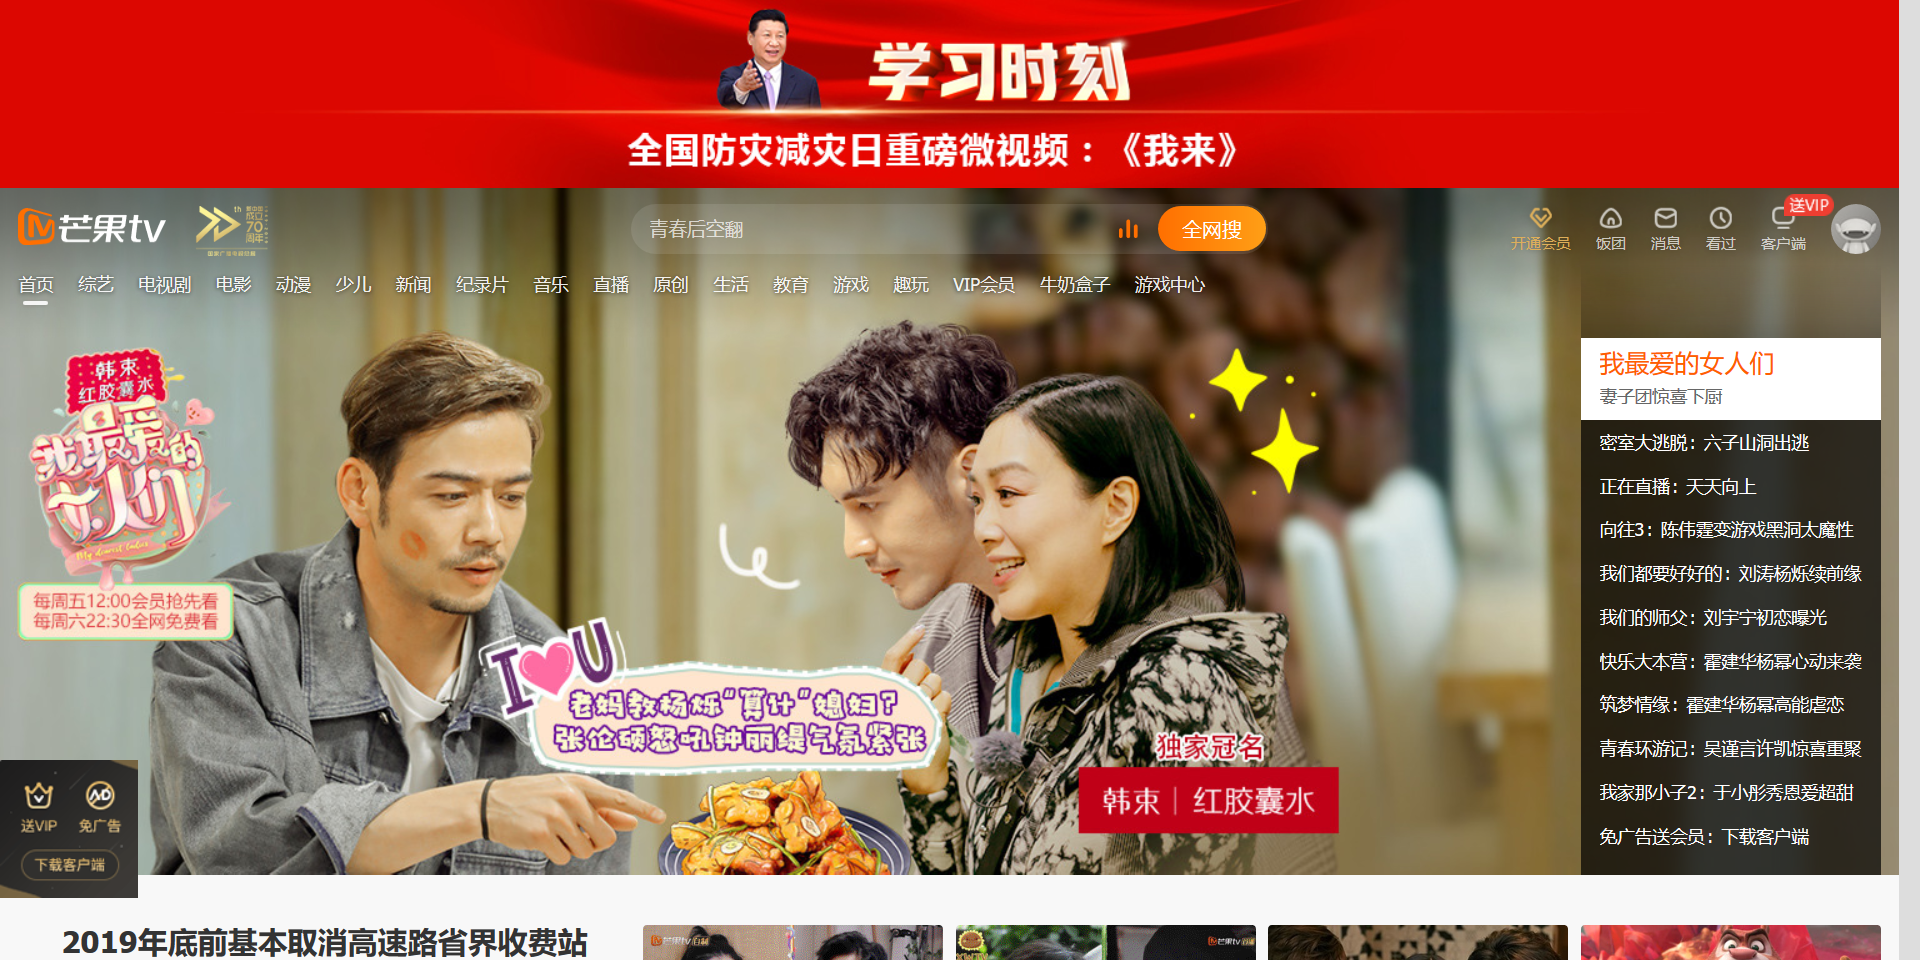 学习时刻
全国防灾减灾日重磅微视频：《我来》
芒果tv
70
周年
青春后空翻
全网搜
开通会员
饭团
消息
看过
送VIP
客户端
首页 综艺 电视剧 电影 动漫 少儿 新闻 纪录片 音乐 直播 原创 生活 教育 游戏 趣玩 VIP会员 牛奶盒子 游戏中心
韩束
红胶囊水
我最爱的
女人们
My dearest ladies
每周五12:00会员抢先看
每周六22:30全网免费看
I U
老妈教杨烁"算计"媳妇?
张伦硕怒吼钟丽缇气氛紧张
独家冠名
韩束 | 红胶囊水
我最爱的女人们
妻子团惊喜下厨
密室大逃脱：六子山洞出逃
正在直播：天天向上
向往3：陈伟霆变游戏黑洞太魔性
我们都要好好的：刘涛杨烁续前缘
我们的师父：刘宇宁初恋曝光
快乐大本营：霍建华杨幂心动来袭
筑梦情缘：霍建华杨幂高能虐恋
青春环游记：吴谨言许凯惊喜重聚
我家那小子2：于小彤秀恩爱超甜
免广告送会员：下载客户端
送VIP
免广告
下载客户端
2019年底前基本取消高速路省界收费站
芒果tv
芒果tv